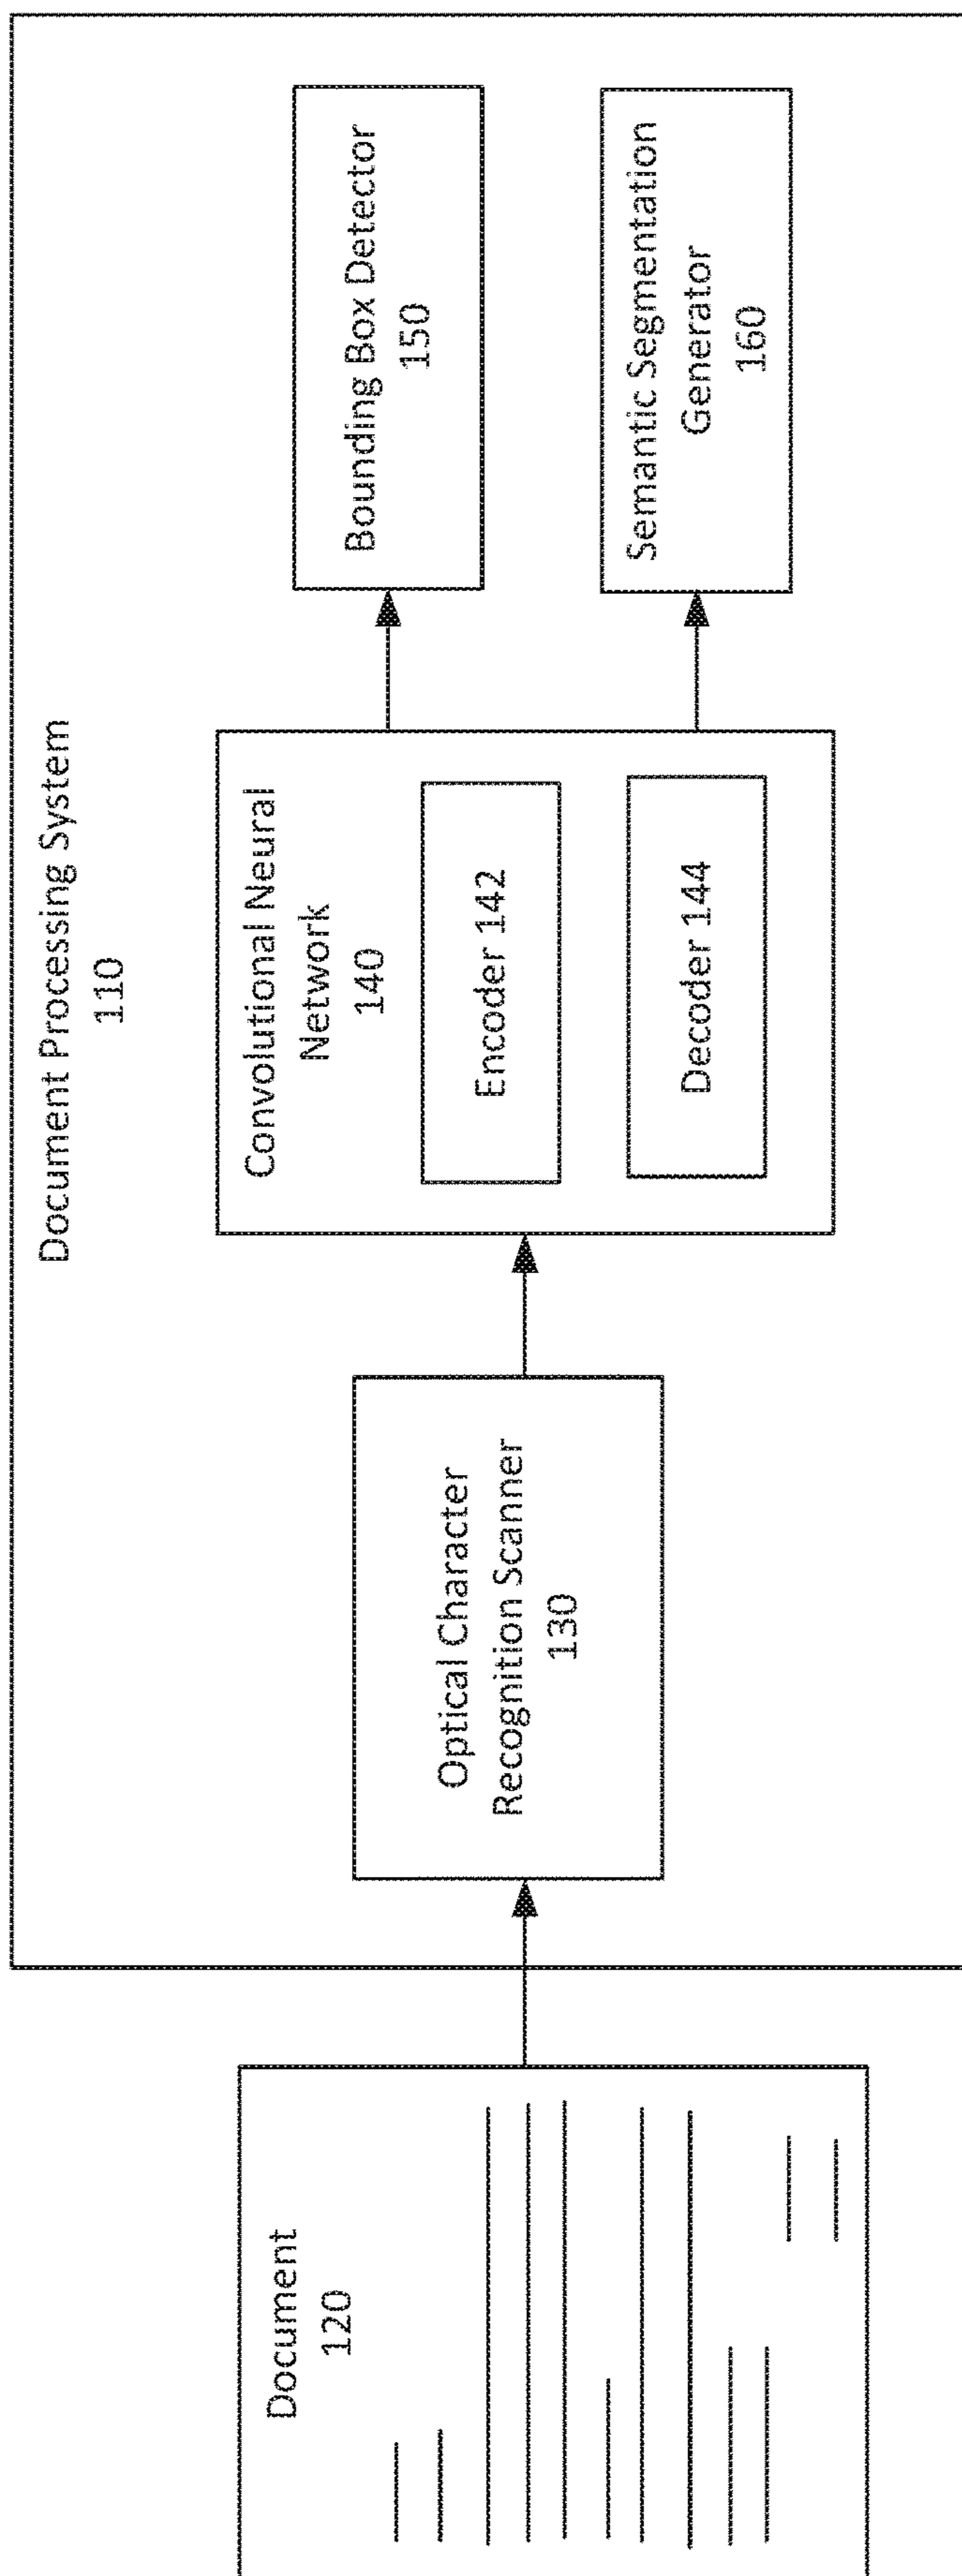 Document Processing System
110
Document
120
Optical Character
Recognition Scanner
130
Convolutional Neural
Network
140
Encoder 142
Decoder 144
Bounding Box Detector
150
Semantic Segmentation
Generator
160